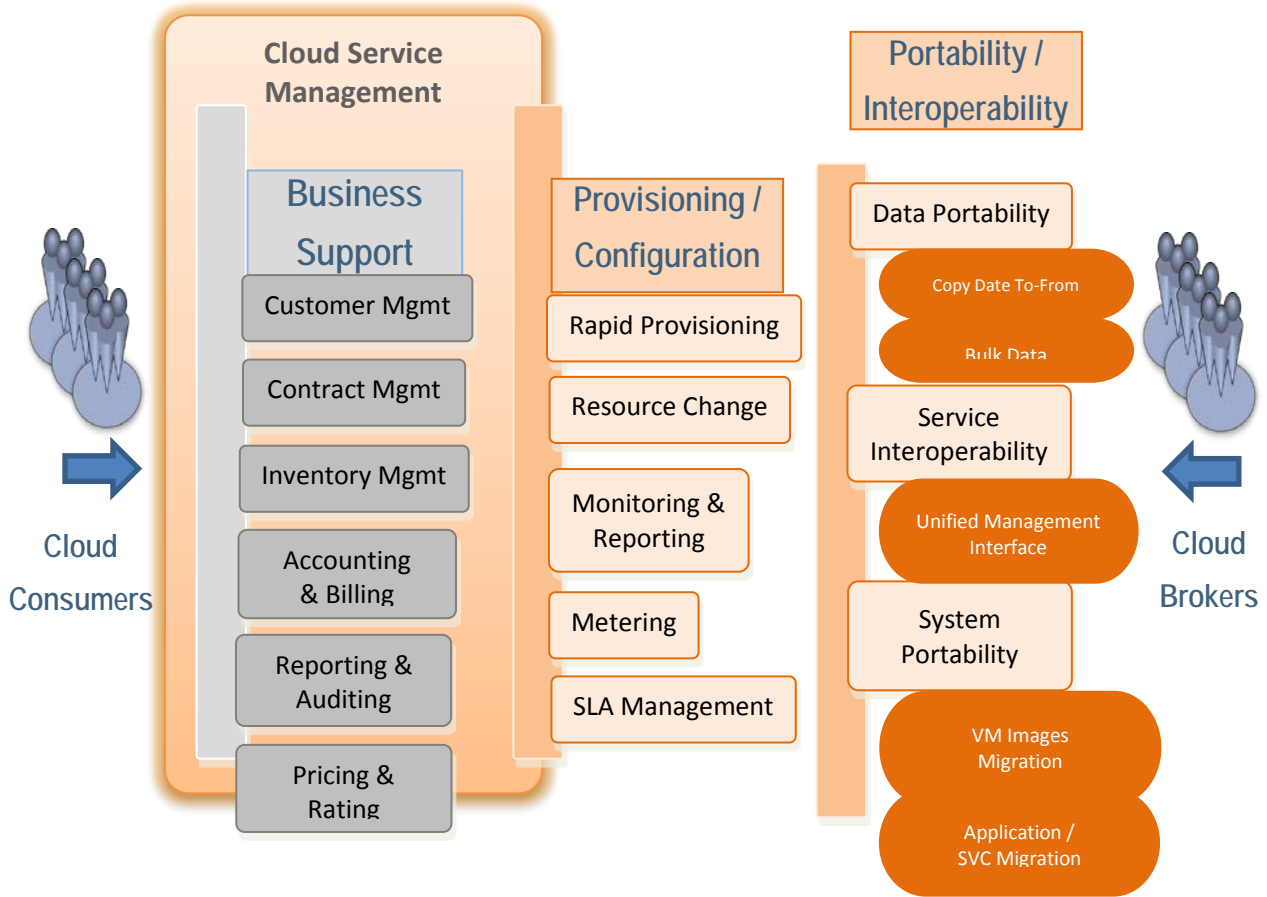 Cloud Service
Management
Business
Support
Customer Mgmt
Contract Mgmt
Inventory Mgmt
Accounting
& Billing
Reporting &
Auditing
Pricing &
Rating
Provisioning /
Configuration
Rapid Provisioning
Resource Change
Monitoring &
Reporting
Metering
SLA Management
Portability /
Interoperability
Data Portability
Copy Date To-From
Bulk Data
Service
Interoperability
Unified Management
Interface
System
Portability
VM Images
Migration
Application /
SVC Migration
Cloud
Consumers
Cloud
Brokers